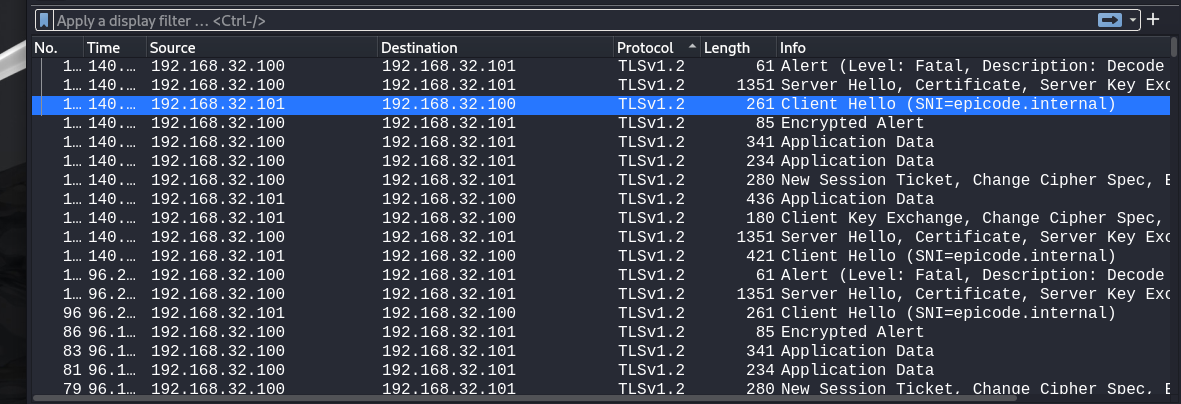 Apply a display filter … <Ctrl-/>
No. Time Source Destination Protocol Length Info
1… 140.… 192.168.32.100 192.168.32.101 TLSv1.2 61 Alert (Level: Fatal, Description: Decode
1… 140.… 192.168.32.100 192.168.32.101 TLSv1.2 1351 Server Hello, Certificate, Server Key Exc
1… 140.… 192.168.32.101 192.168.32.100 TLSv1.2 261 Client Hello (SNI=epicode.internal)
1… 140.… 192.168.32.100 192.168.32.101 TLSv1.2 85 Encrypted Alert
1… 140.… 192.168.32.100 192.168.32.101 TLSv1.2 341 Application Data
1… 140.… 192.168.32.100 192.168.32.101 TLSv1.2 234 Application Data
1… 140.… 192.168.32.100 192.168.32.101 TLSv1.2 280 New Session Ticket, Change Cipher Spec, E
1… 140.… 192.168.32.101 192.168.32.100 TLSv1.2 436 Application Data
1… 140.… 192.168.32.101 192.168.32.100 TLSv1.2 180 Client Key Exchange, Change Cipher Spec,
1… 140.… 192.168.32.100 192.168.32.101 TLSv1.2 1351 Server Hello, Certificate, Server Key Exc
1… 140.… 192.168.32.101 192.168.32.100 TLSv1.2 421 Client Hello (SNI=epicode.internal)
1… 96.2… 192.168.32.100 192.168.32.101 TLSv1.2 61 Alert (Level: Fatal, Description: Decode
1… 96.2… 192.168.32.100 192.168.32.101 TLSv1.2 1351 Server Hello, Certificate, Server Key Exc
96 96.2… 192.168.32.101 192.168.32.100 TLSv1.2 261 Client Hello (SNI=epicode.internal)
86 96.1… 192.168.32.100 192.168.32.101 TLSv1.2 85 Encrypted Alert
83 96.1… 192.168.32.100 192.168.32.101 TLSv1.2 341 Application Data
81 96.1… 192.168.32.100 192.168.32.101 TLSv1.2 234 Application Data
79 96.1… 192.168.32.100 192.168.32.101 TLSv1.2 280 New Session Ticket, Change Cipher Spec, E